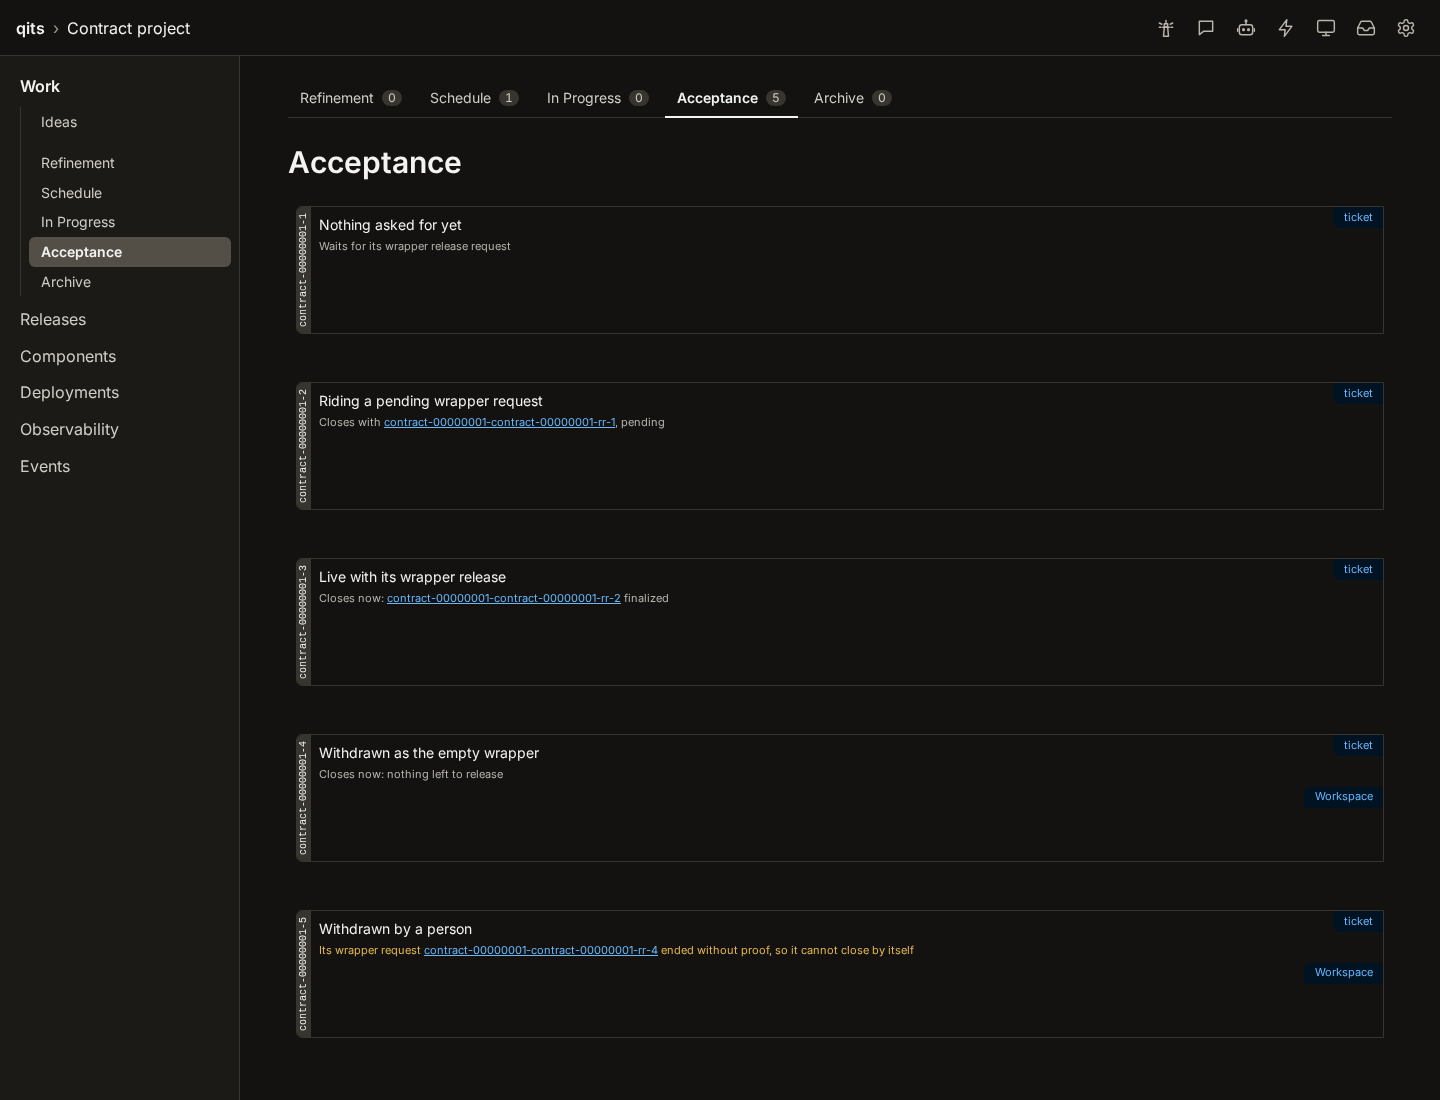 qits › Contract project
Work
Ideas
Refinement
Schedule
In Progress
Acceptance
Archive
Releases
Components
Deployments
Observability
Events
Refinement 0 Schedule 1 In Progress 0 Acceptance 5 Archive 0
Acceptance
contract-00000001-1
Nothing asked for yet
ticket
Waits for its wrapper release request
contract-00000001-2
Riding a pending wrapper request
ticket
Closes with contract-00000001-contract-00000001-rr-1, pending
contract-00000001-3
Live with its wrapper release
ticket
Closes now: contract-00000001-contract-00000001-rr-2 finalized
contract-00000001-4
Withdrawn as the empty wrapper
ticket
Closes now: nothing left to release
Workspace
contract-00000001-5
Withdrawn by a person
ticket
Its wrapper request contract-00000001-contract-00000001-rr-4 ended without proof, so it cannot close by itself
Workspace